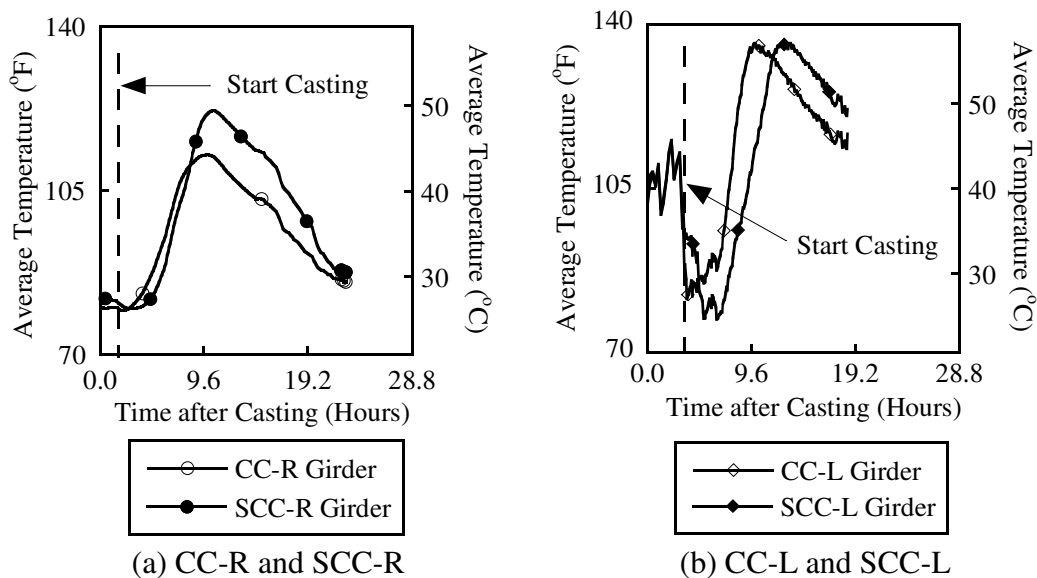 140
105
70
Average Temperature (°F)
50
40
30
Average Temperature (°C)
Start Casting
0.0 9.6 19.2 28.8
Time after Casting (Hours)
CC-R Girder
SCC-R Girder
(a) CC-R and SCC-R
140
105
70
Average Temperature (°F)
50
40
30
Average Temperature (°C)
Start Casting
0.0 9.6 19.2 28.8
Time after Casting (Hours)
CC-L Girder
SCC-L Girder
(b) CC-L and SCC-L